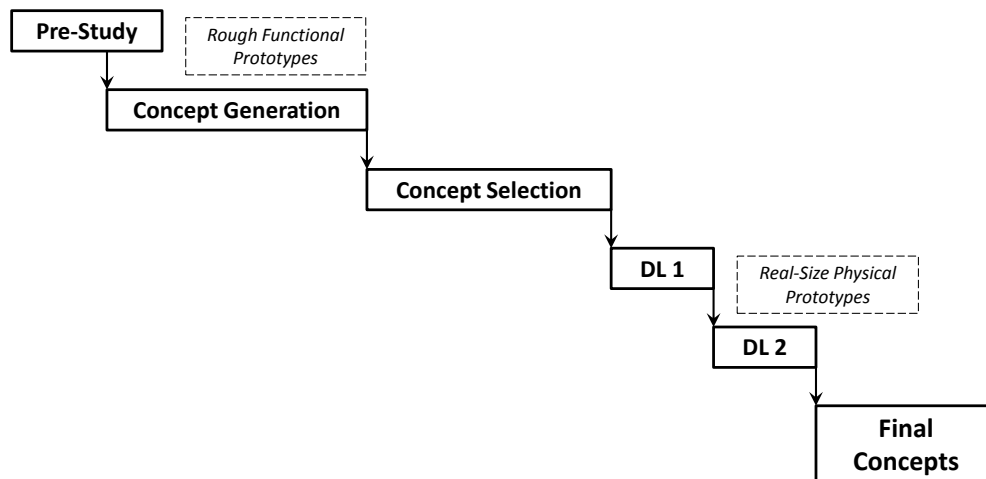 Pre-Study
Rough Functional
Prototypes
Concept Generation
Concept Selection
DL 1
Real-Size Physical
Prototypes
DL 2
Final
Concepts